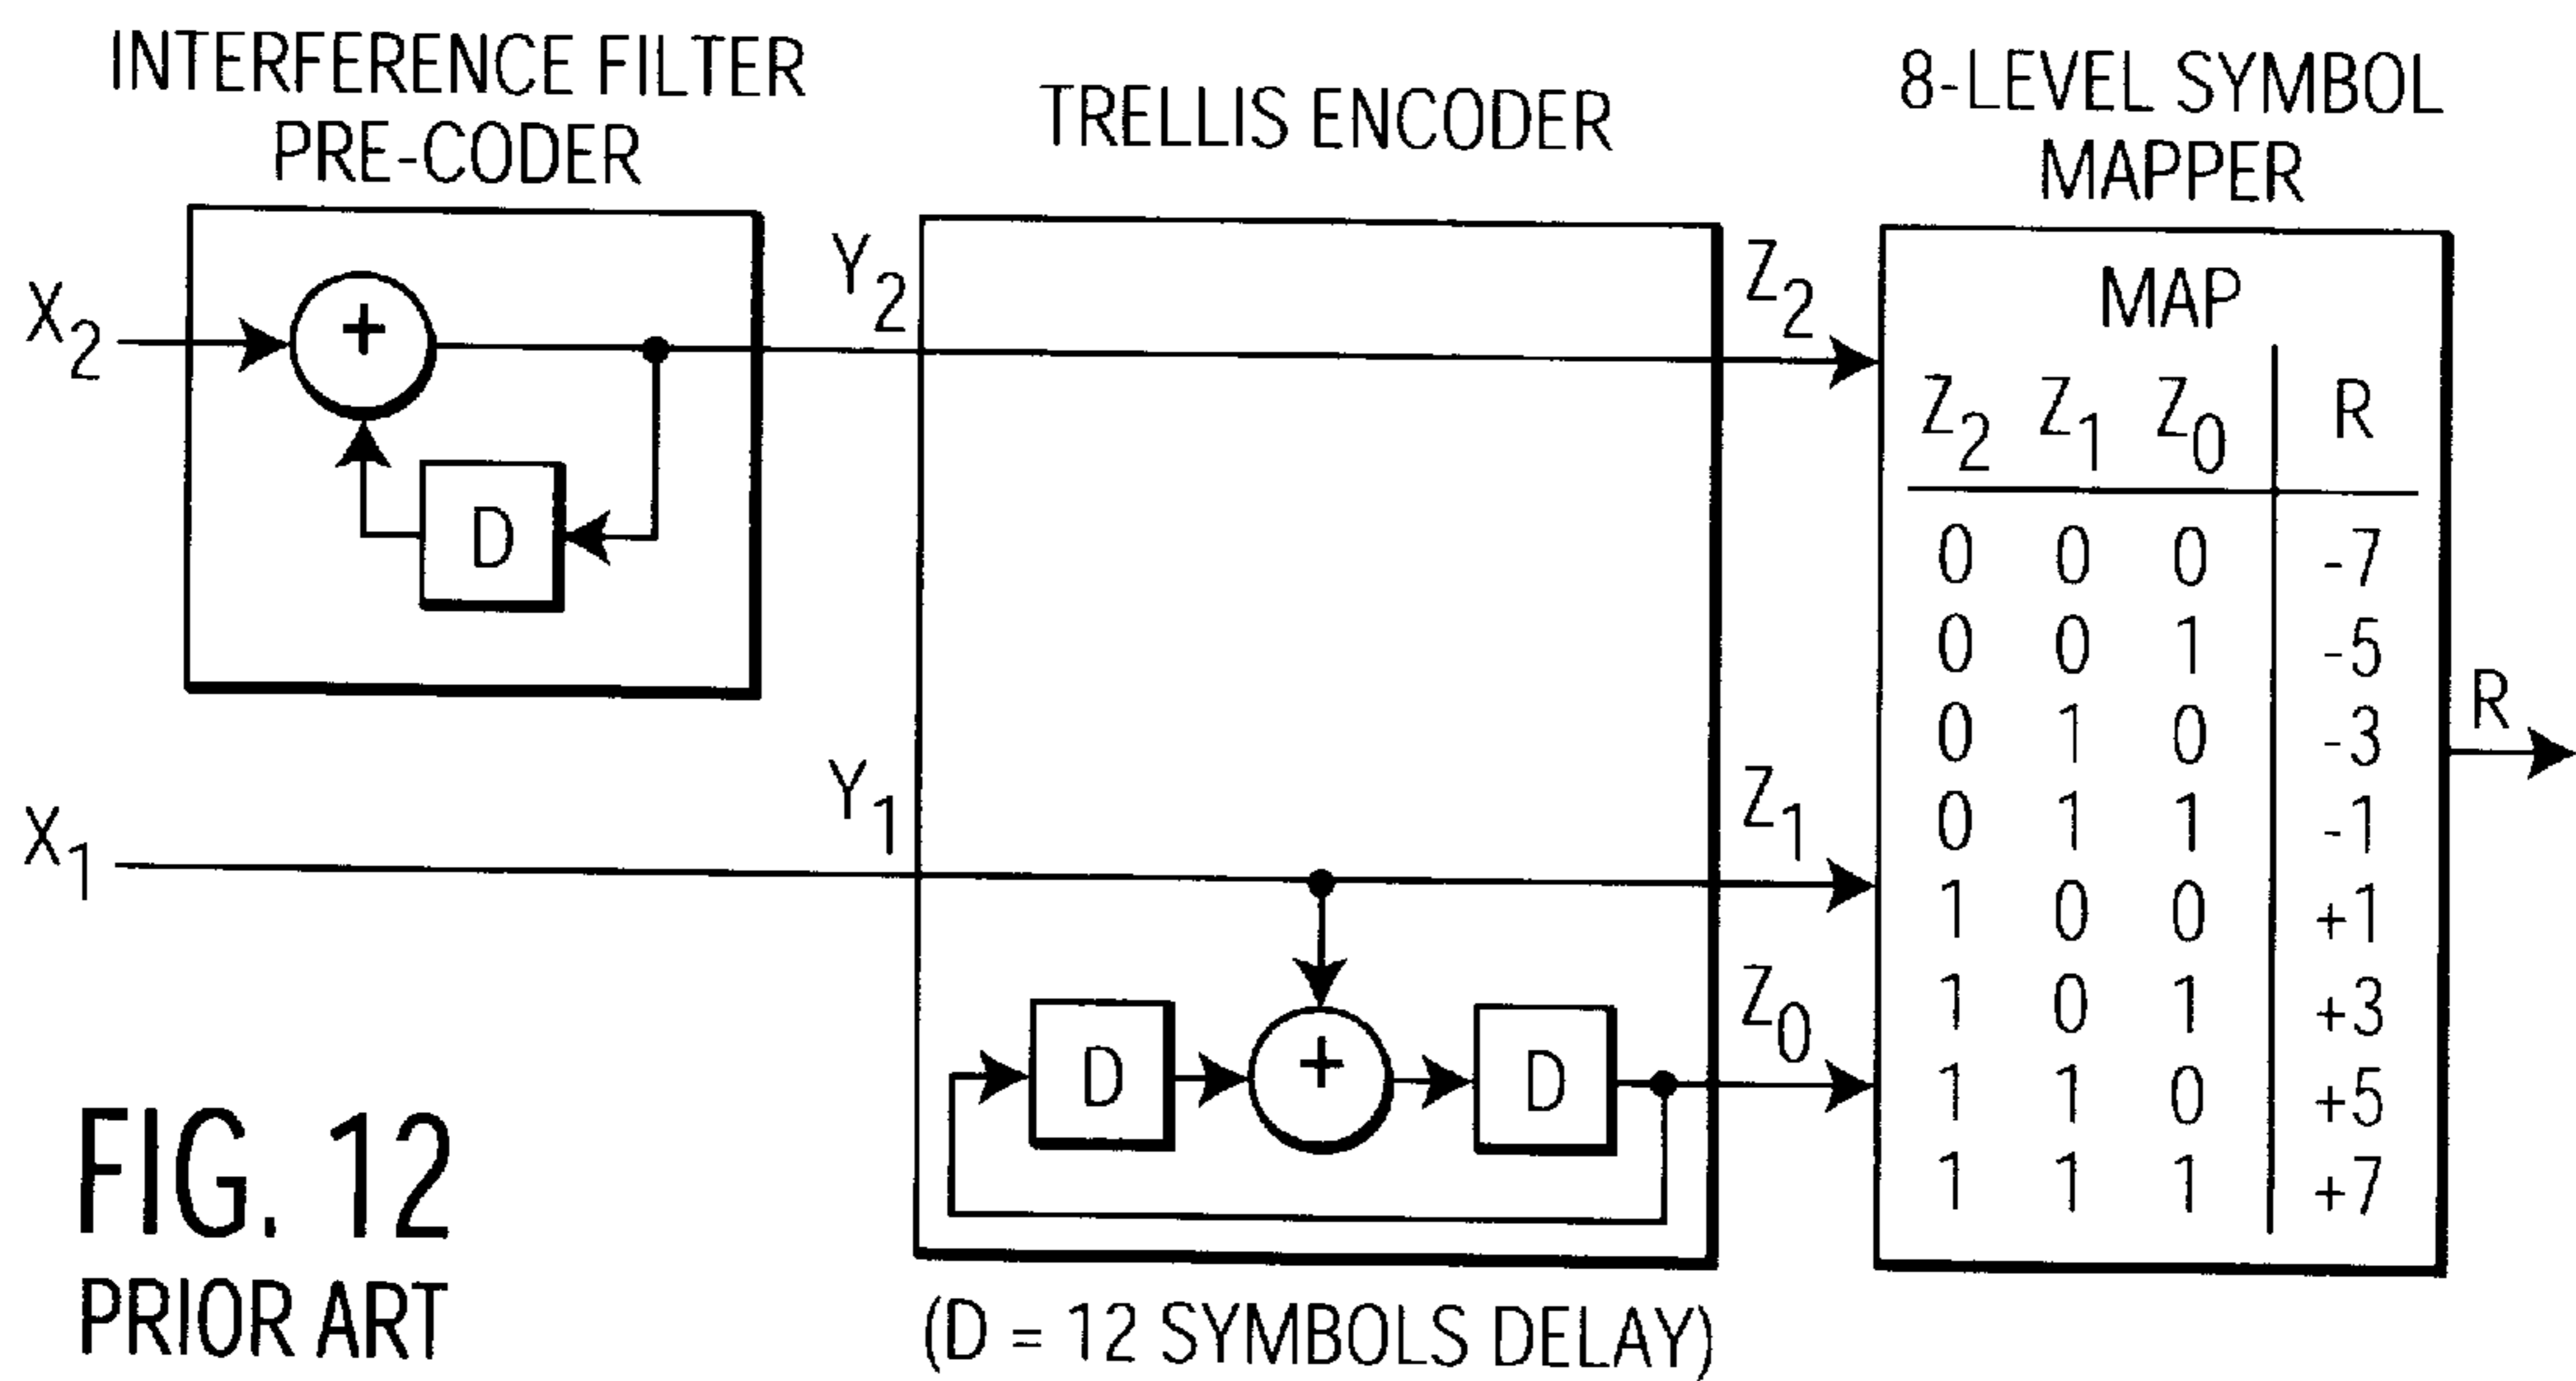 INTERFERENCE FILTER
PRE-CODER
TRELLIS ENCODER
8-LEVEL SYMBOL
MAPPER
X2
+
D
Y2
Z2
X1
Y1
Z1
D
+
D
Z0
MAP
Z2 Z1 Z0 R
0 0 0 -7
0 0 1 -5
0 1 0 -3
0 1 1 -1
1 0 0 +1
1 0 1 +3
1 1 0 +5
1 1 1 +7
R
(D = 12 SYMBOLS DELAY)
FIG. 12
PRIOR ART